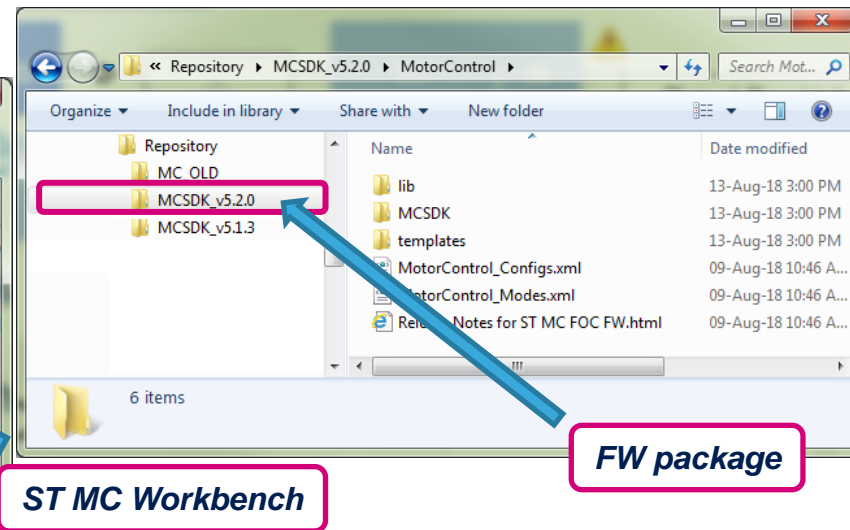 « Repository ▸ MCSDK_v5.2.0 ▸ MotorControl ▸
Search Mot...
Organize Include in library Share with New folder
Repository
MC_OLD
MCSDK_v5.2.0
MCSDK_v5.1.3
Name Date modified
lib 13-Aug-18 3:00 PM
MCSDK 13-Aug-18 3:00 PM
templates 13-Aug-18 3:00 PM
MotorControl_Configs.xml 09-Aug-18 10:46 A...
MotorControl_Modes.xml 09-Aug-18 10:46 A...
Notes for ST MC FOC FW.html 09-Aug-18 10:46 A...
6 items
FW package
ST MC Workbench